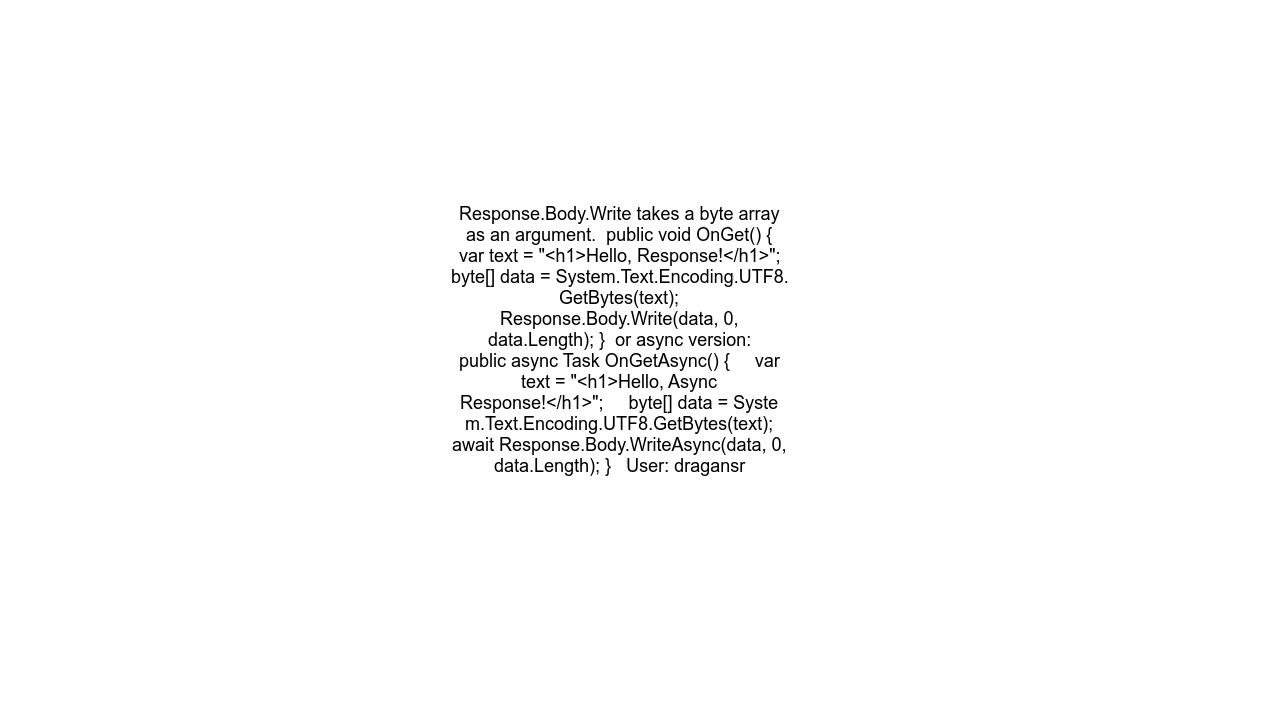 Response.Body.Write takes a byte array
as an argument.  public void OnGet() {
var text = "<h1>Hello, Response!</h1>";
byte[] data = System.Text.Encoding.UTF8.
GetBytes(text);
Response.Body.Write(data, 0,
data.Length); }  or async version:
public async Task OnGetAsync() {     var
text = "<h1>Hello, Async
Response!</h1>";     byte[] data = Syste
m.Text.Encoding.UTF8.GetBytes(text);
await Response.Body.WriteAsync(data, 0,
data.Length); }   User: dragansr